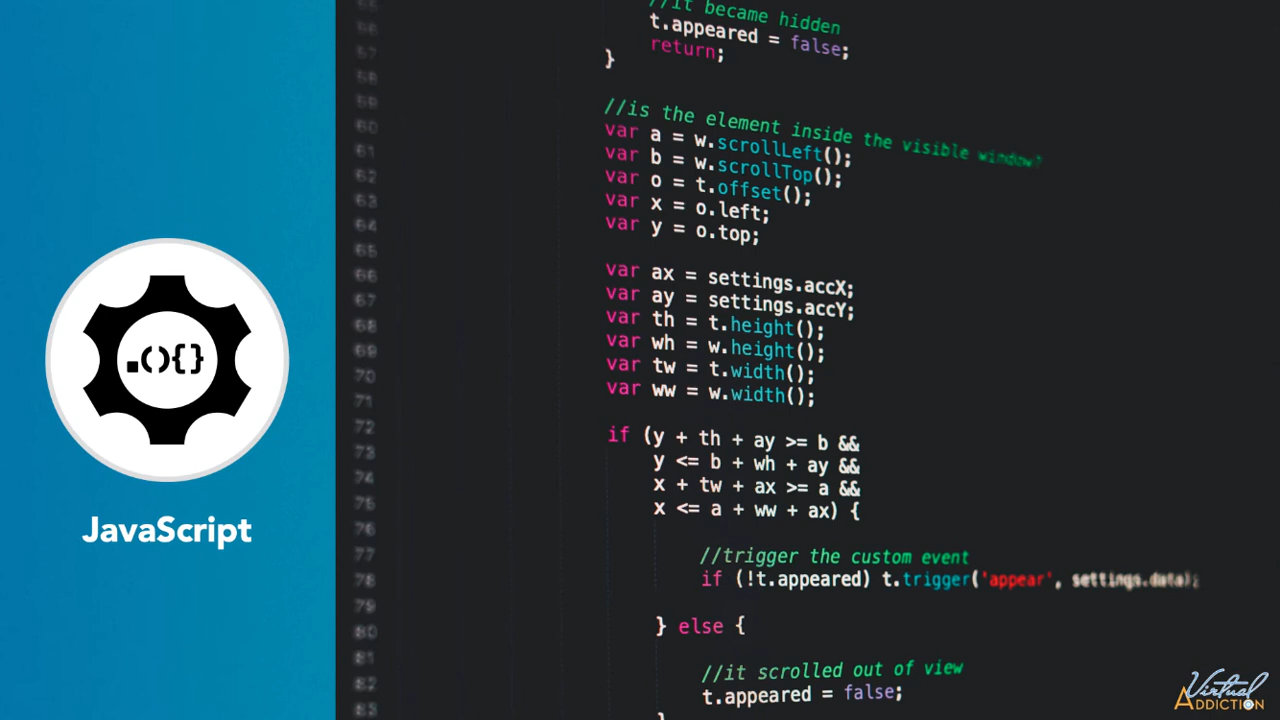 .(){}
JavaScript
//it became hidden
t.appeared = false;
return;
}
//is the element inside the visible window?
var a = w.scrollLeft();
var b = w.scrollTop();
var o = t.offset();
var x = o.left;
var y = o.top;
var ax = settings.accX;
var ay = settings.accY;
var th = t.height();
var wh = w.height();
var tw = t.width();
var ww = w.width();
if (y + th + ay >= b &&
y <= b + wh + ay &&
x + tw + ax >= a &&
x <= a + ww + ax) {
//trigger the custom event
if (!t.appeared) t.trigger('appear', settings.data);
} else {
//it scrolled out of view
t.appeared = false;
}
Virtual
ADDICTION